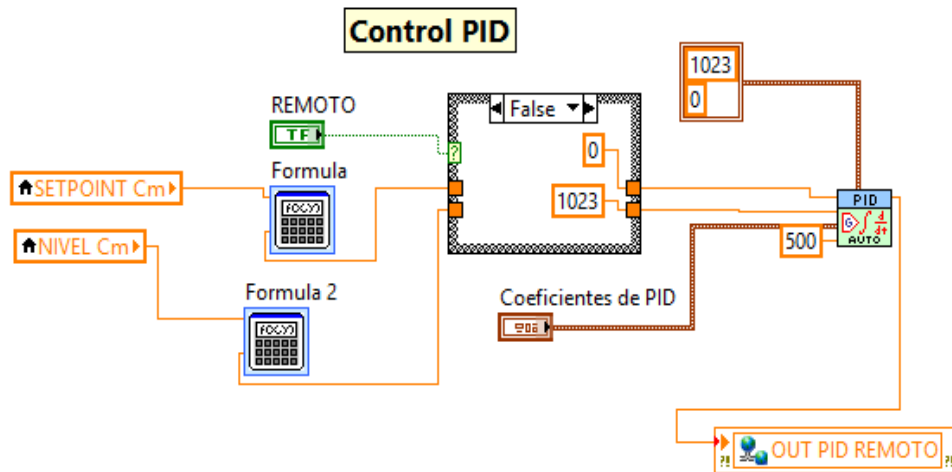 Control PID
REMOTO
TF
False
?
1023
0
Formula
SETPOINT Cm
0
1023
PID
AUTO
500
NIVEL Cm
Formula 2
Coeficientes de PID
OUT PID REMOTO